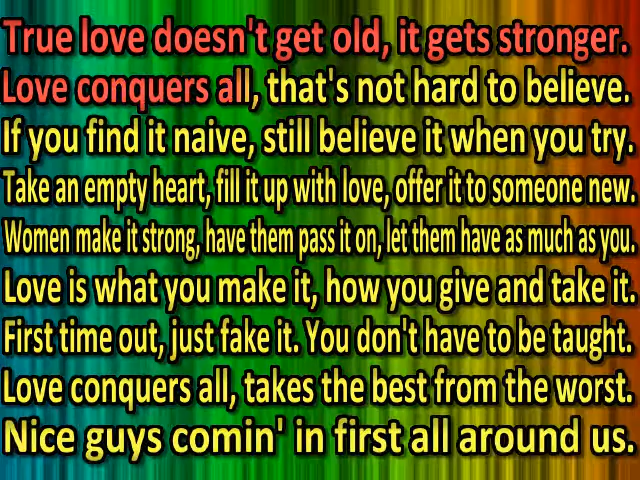 True love doesn't get old, it gets stronger.
Love conquers all, that's not hard to believe.
If you find it naive, still believe it when you try.
Take an empty heart, fill it up with love, offer it to someone new.
Women make it strong, have them pass it on, let them have as much as you.
Love is what you make it, how you give and take it.
First time out, just fake it. You don't have to be taught.
Love conquers all, takes the best from the worst.
Nice guys comin' in first all around us.